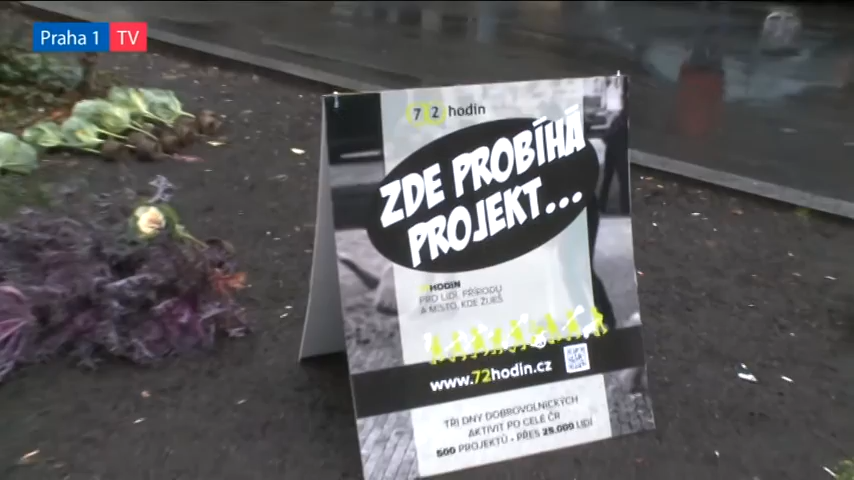 Praha 1 TV
72 hodin
ZDE PROBÍHÁ
PROJEKT...
72HODIN
PRO LIDI, PŘÍRODU
A MÍSTO, KDE ŽIJEŠ
www.72hodin.cz
TŘI DNY DOBROVOLNICKÝCH
AKTIVIT PO CELÉ ČR
500 PROJEKTŮ • PŘES 25.000 LIDÍ